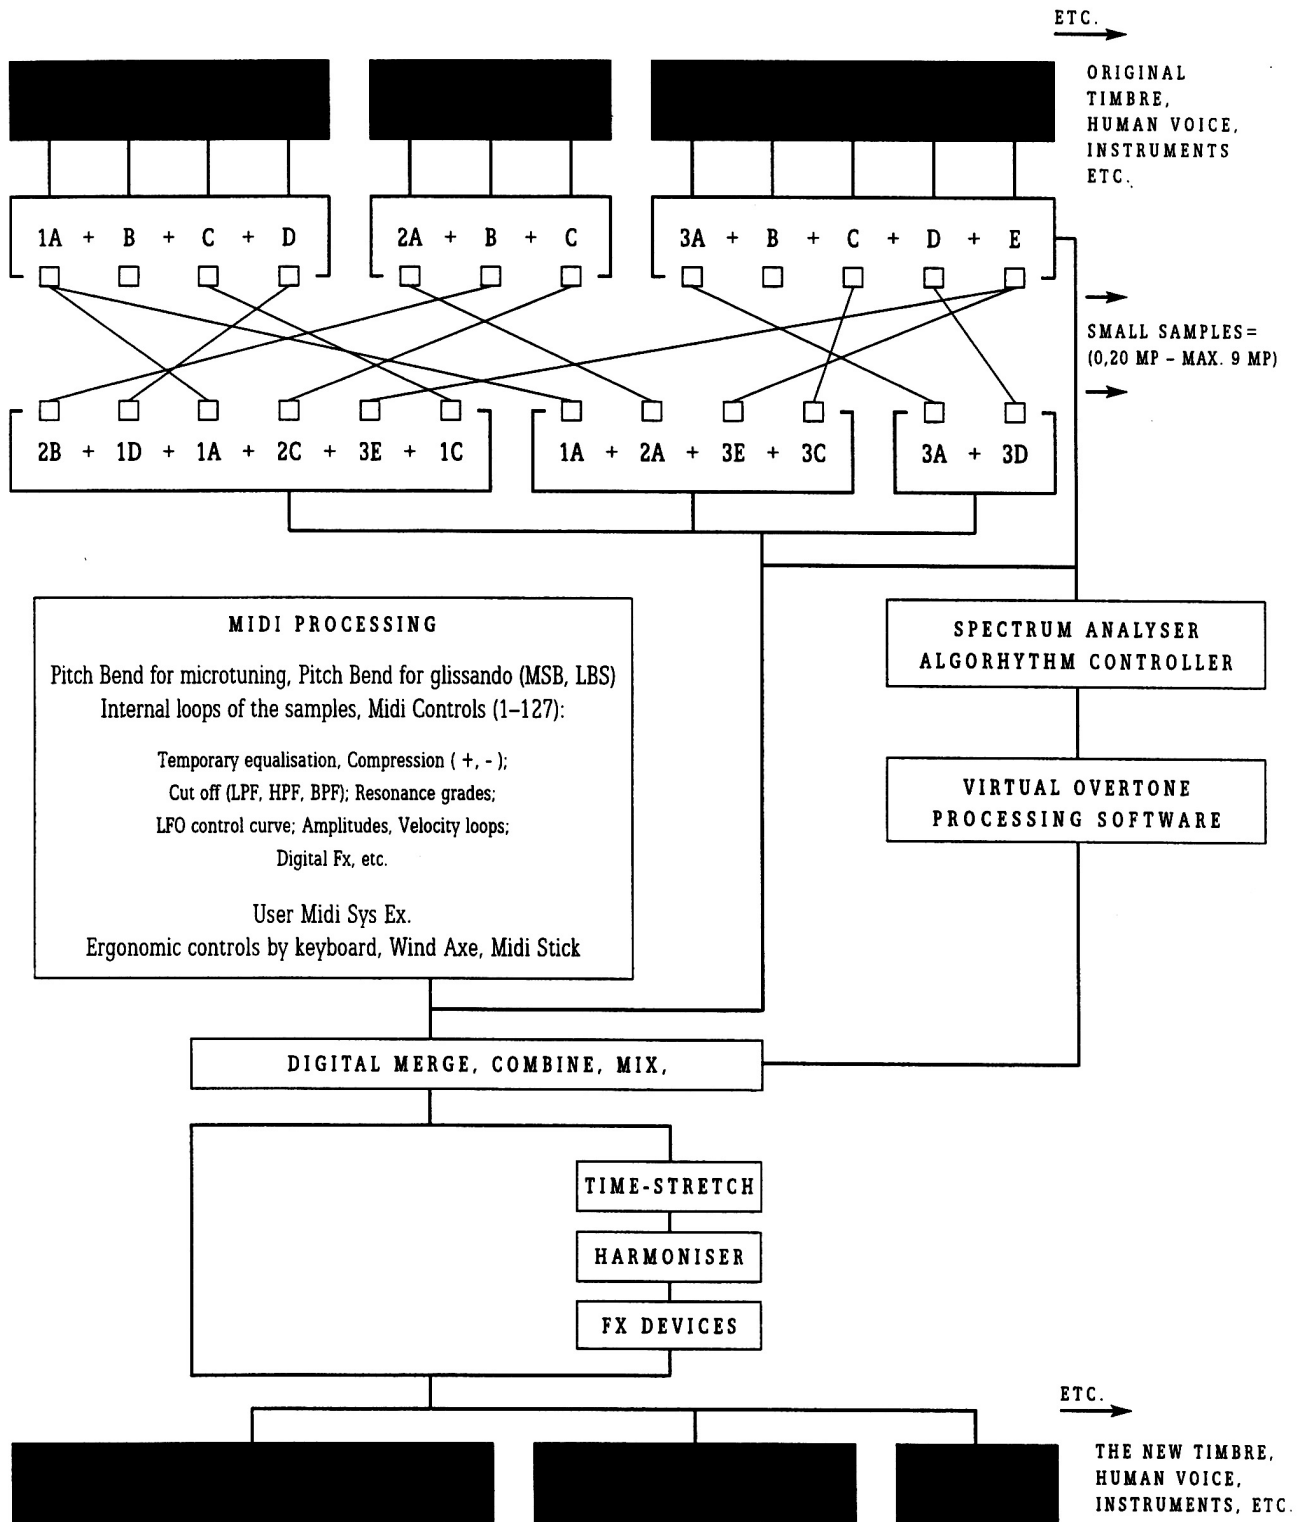 ETC.
ORIGINAL
TIMBRE,
HUMAN VOICE,
INSTRUMENTS
ETC.
1A + B + C + D
2A + B + C
3A + B + C + D + E
SMALL SAMPLES=
(0,20 MP – MAX. 9 MP)
2B + 1D + 1A + 2C + 3E + 1C
1A + 2A + 3E + 3C
3A + 3D
MIDI PROCESSING
Pitch Bend for microtuning, Pitch Bend for glissando (MSB, LBS)
Internal loops of the samples, Midi Controls (1–127):
Temporary equalisation, Compression ( +, - );
Cut off (LPF, HPF, BPF); Resonance grades;
LFO control curve; Amplitudes, Velocity loops;
Digital Fx, etc.
User Midi Sys Ex.
Ergonomic controls by keyboard, Wind Axe, Midi Stick
SPECTRUM ANALYSER
ALGORHYTHM CONTROLLER
VIRTUAL OVERTONE
PROCESSING SOFTWARE
DIGITAL MERGE, COMBINE, MIX,
TIME-STRETCH
HARMONISER
FX DEVICES
ETC.
THE NEW TIMBRE,
HUMAN VOICE,
INSTRUMENTS, ETC.